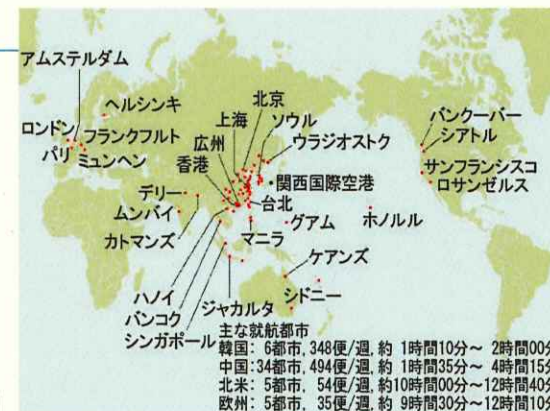 アムステルダム
ヘルシンキ
ロンドン
フランクフルト
パリ
ミュンヘン
北京
上海
ソウル
広州
ウラジオストク
香港
関西国際空港
デリー
台北
ムンバイ
グアム
ホノルル
カトマンズ
マニラ
バンクーバー
シアトル
サンフランシスコ
ロサンゼルス
ケアンズ
ハノイ
ジャカルタ
シドニー
バンコク
シンガポール
主な就航都市
韓国: 6都市, 348便/週, 約 1時間10分～ 2時間00分
中国:34都市, 494便/週, 約 1時間35分～ 4時間15分
北米: 5都市, 54便/週, 約10時間00分～12時間40分
欧州: 5都市, 35便/週, 約 9時間30分～12時間10分